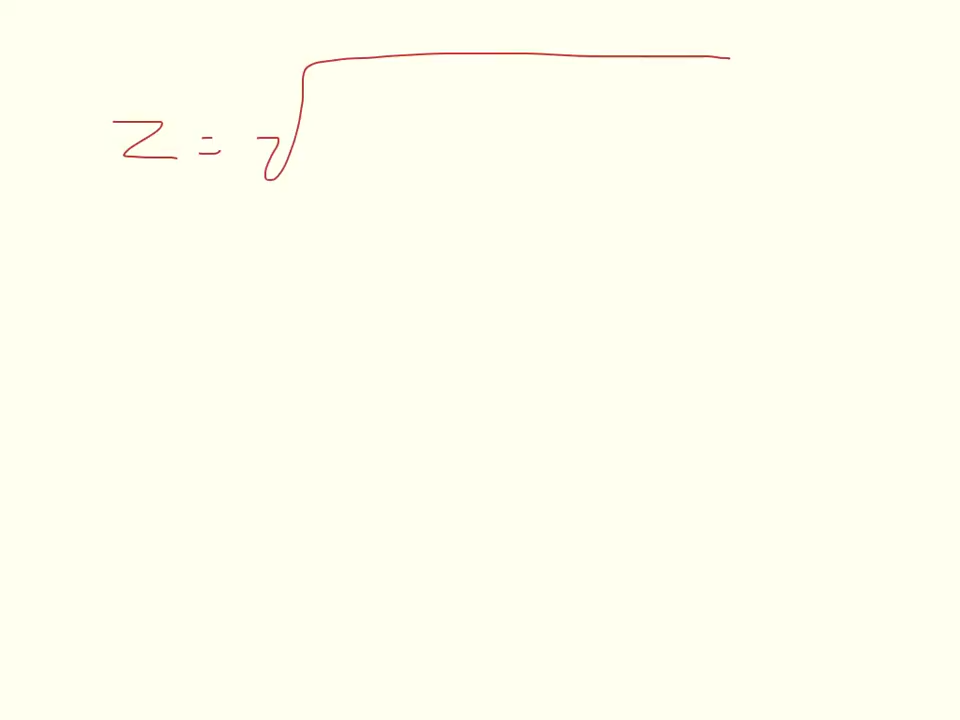 Z = √